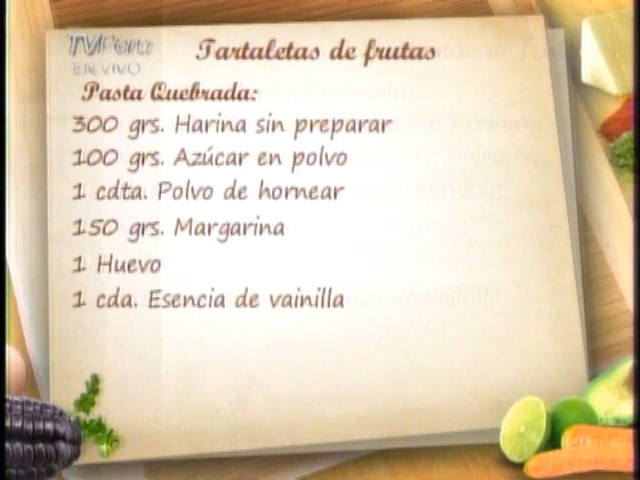 TVPerú
EN VIVO
Tartaletas de frutas
Pasta Quebrada:
300 grs. Harina sin preparar
100 grs. Azúcar en polvo
1 cdta. Polvo de hornear
150 grs. Margarina
1 Huevo
1 cda. Esencia de vainilla